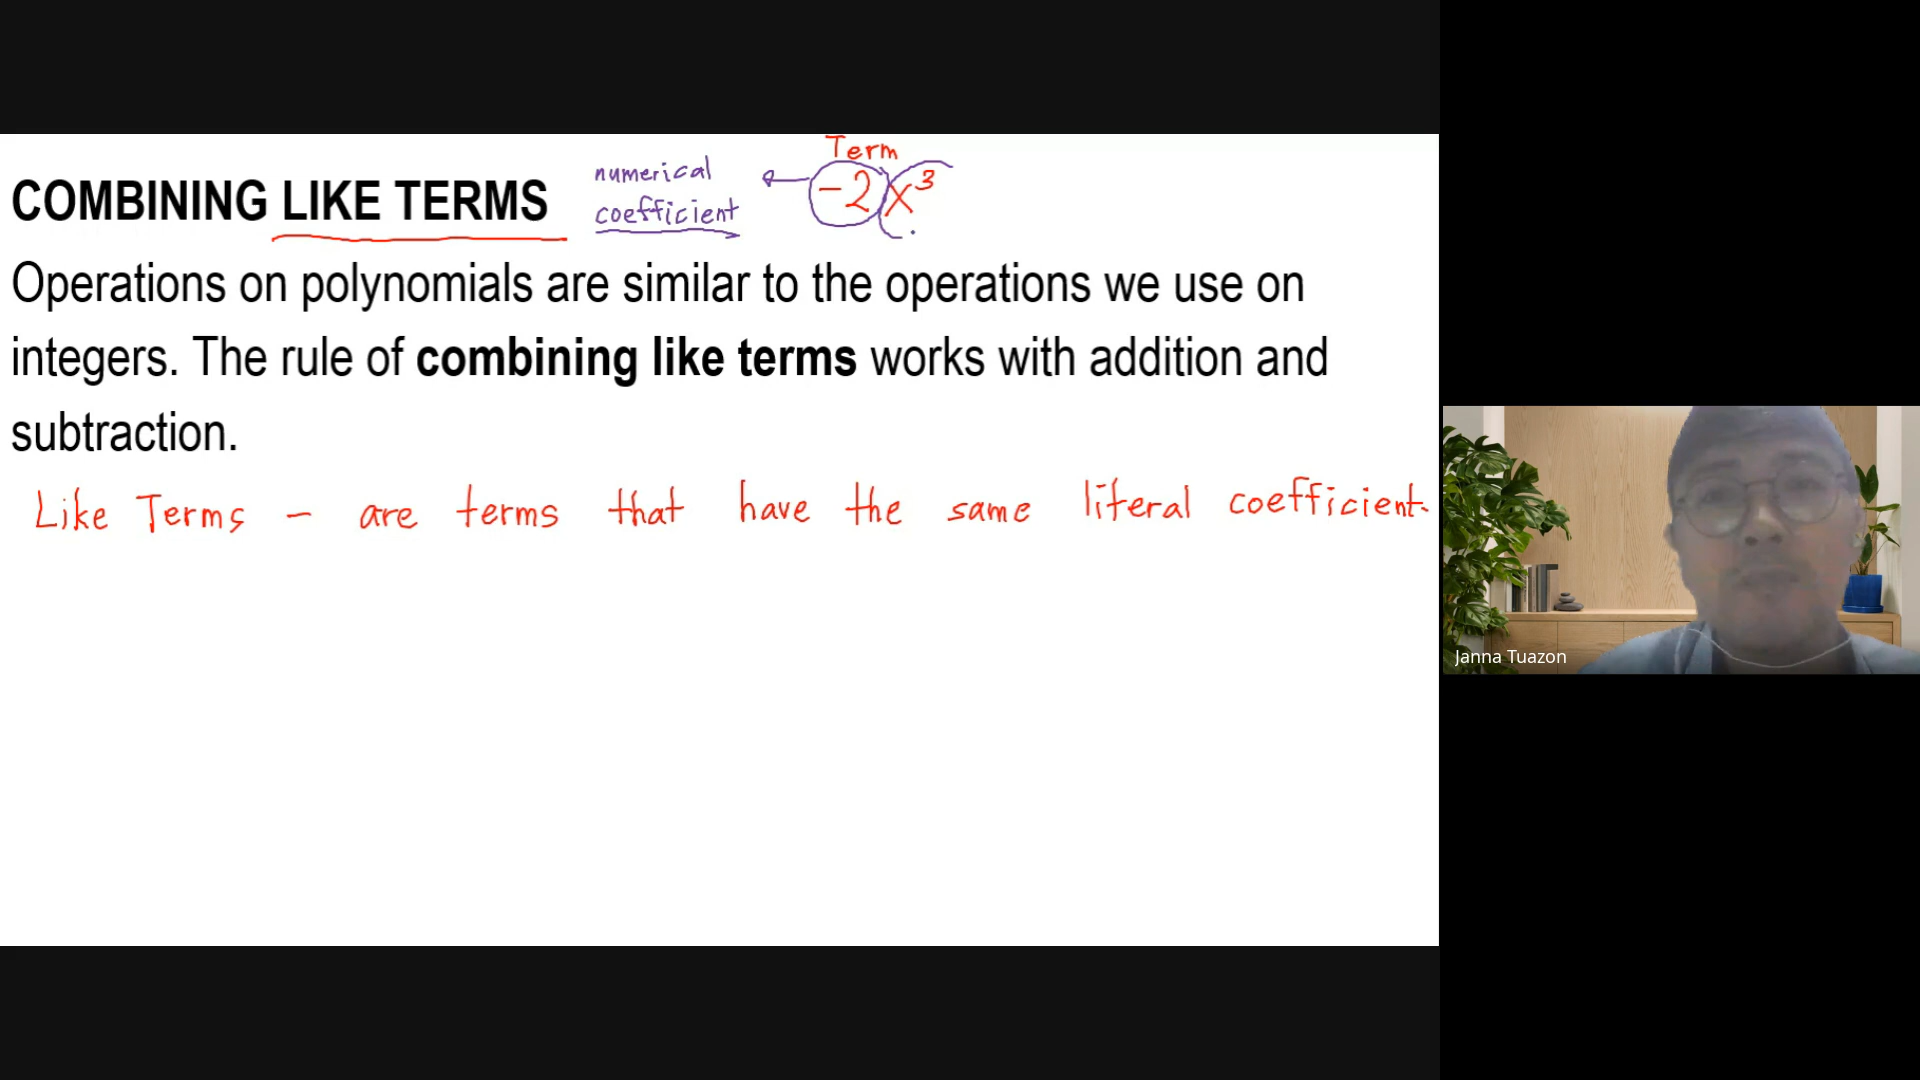 Term
COMBINING LIKE TERMS numerical coefficient -2x³
Operations on polynomials are similar to the operations we use on
integers. The rule of combining like terms works with addition and
subtraction.
Like Terms - are terms that have the same literal coefficient.
Janna Tuazon